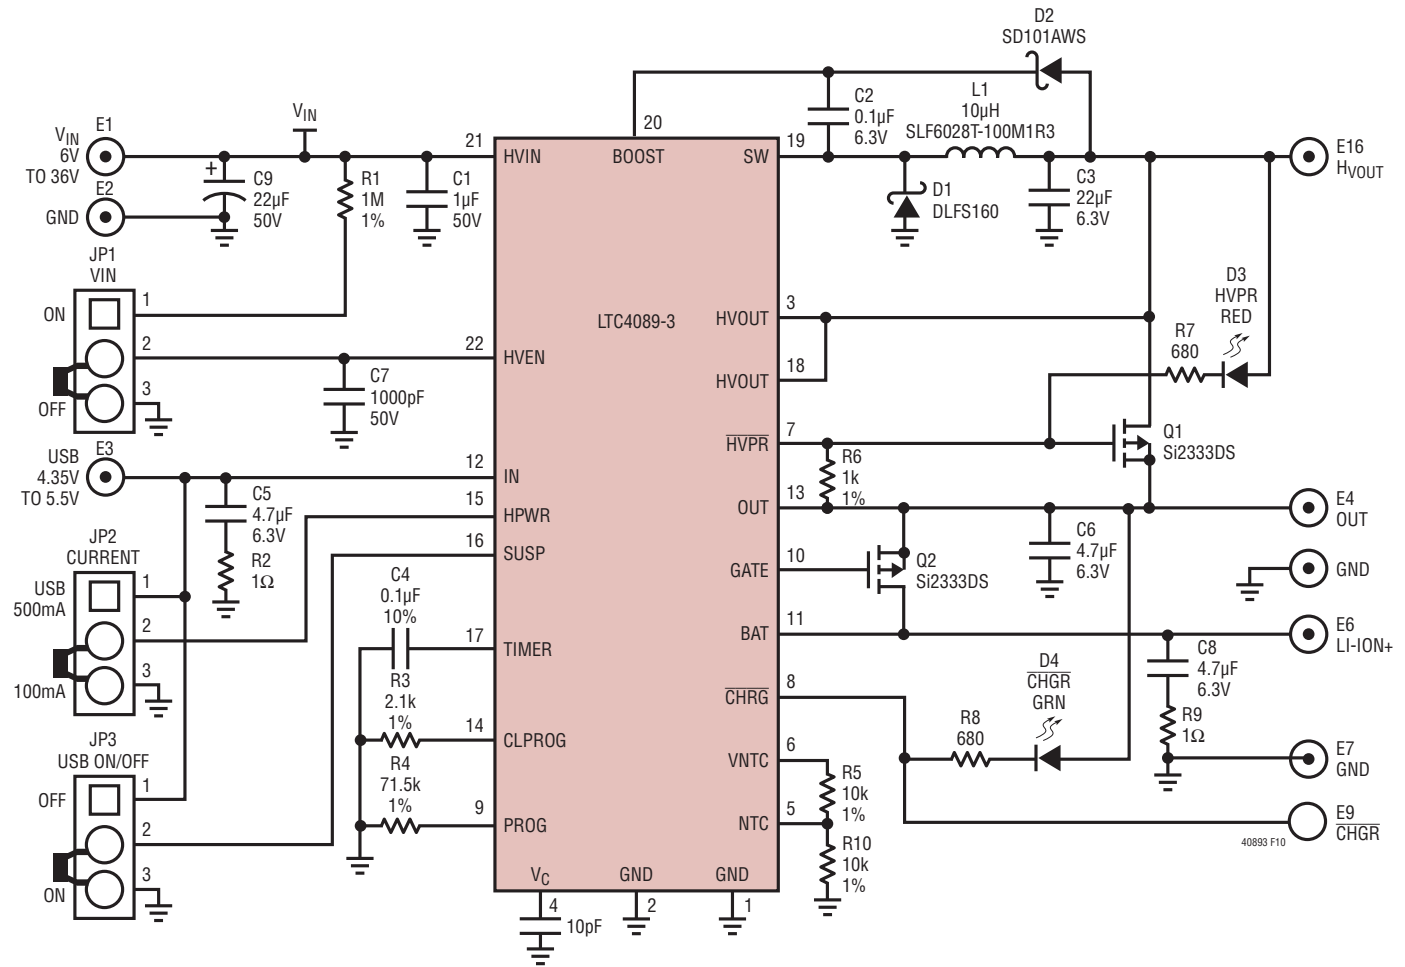 D2
SD101AWS
C2
0.1µF
6.3V
L1
10µH
SLF6028T-100M1R3
E1
VIN
6V
TO 36V
E2
GND
VIN
+
C9
22µF
50V
R1
1M
1%
C1
1µF
50V
21
HVIN
20
BOOST
SW
19
D1
DLFS160
C3
22µF
6.3V
E16
HVOUT
JP1
VIN
ON
1
2
3
OFF
22
HVEN
C7
1000pF
50V
LTC4089-3
HVOUT
3
HVOUT
18
D3
HVPR
RED
R7
680
HVPR
7
Q1
Si2333DS
R6
1k
1%
USB
4.35V
TO 5.5V
E3
12
IN
C5
4.7µF
6.3V
R2
1Ω
15
HPWR
16
SUSP
OUT
13
E4
OUT
C6
4.7µF
6.3V
GATE
10
Q2
Si2333DS
GND
JP2
CURRENT
USB
500mA
1
2
3
100mA
C4
0.1µF
10%
17
TIMER
BAT
11
E6
LI-ION+
C8
4.7µF
6.3V
R9
1Ω
R3
2.1k
1%
14
CLPROG
CHRG
8
D4
CHGR
GRN
R8
680
E7
GND
JP3
USB ON/OFF
OFF
1
2
3
ON
R4
71.5k
1%
9
PROG
VNTC
6
R5
10k
1%
NTC
5
R10
10k
1%
E9
CHGR
40893 F10
VC
GND
GND
4
10pF
2
1